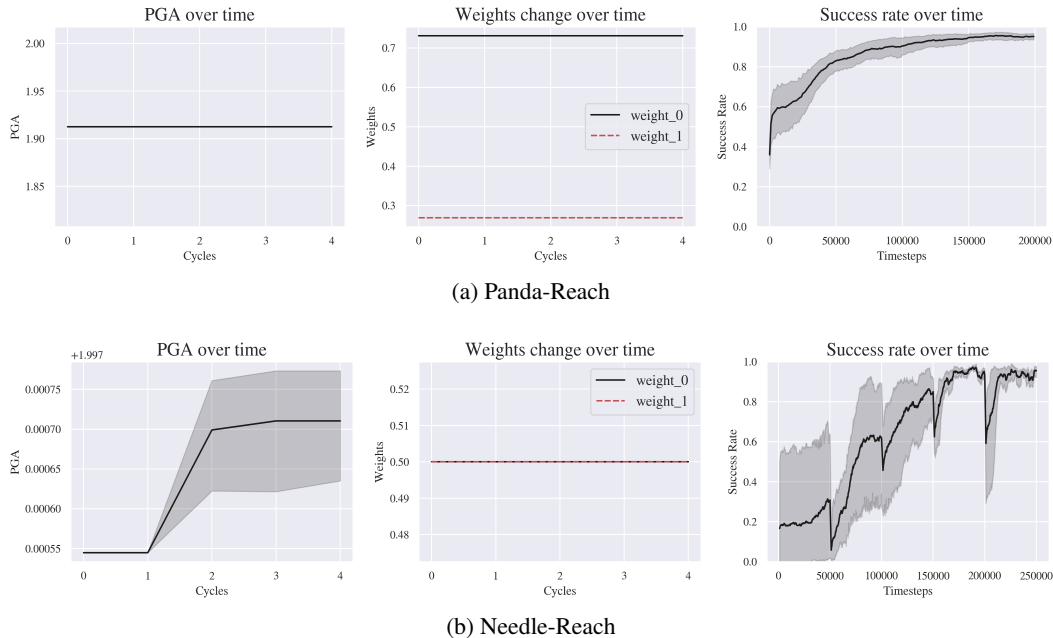 PGA over time
2.00
1.95
1.90
1.85
PGA
0 1 2 3 4
Cycles
Weights change over time
0.7
0.6
0.5
0.4
0.3
Weights
weight_0
weight_1
0 1 2 3 4
Cycles
Success rate over time
1.0
0.8
0.6
0.4
0.2
0.0
Success Rate
0 50000 100000 150000 200000
Timesteps
(a) Panda-Reach
PGA over time
+1.997
0.00075
0.00070
0.00065
0.00060
0.00055
PGA
0 1 2 3 4
Cycles
Weights change over time
0.52
0.51
0.50
0.49
0.48
Weights
weight_0
weight_1
0 1 2 3 4
Cycles
Success rate over time
1.0
0.8
0.6
0.4
0.2
0.0
Success Rate
0 50000 100000 150000 200000 250000
Timesteps
(b) Needle-Reach